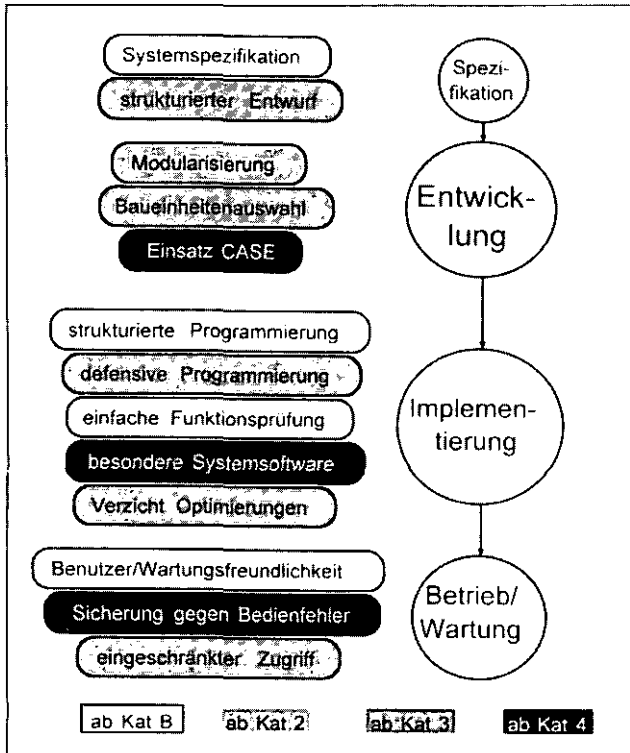 Systemspezifikation
strukturierter Entwurf
Spezi-
fikation
Modularisierung
Baueinheitenauswahl
Einsatz CASE
Entwick-
lung
strukturierte Programmierung
defensive Programmierung
einfache Funktionsprüfung
besondere Systemsoftware
Verzicht Optimierungen
Implemen-
tierung
Benutzer/Wartungsfreundlichkeit
Sicherung gegen Bedienfehler
eingeschränkter Zugriff
Betrieb/
Wartung
ab Kat B
ab Kat 2
ab Kat 3
ab Kat 4